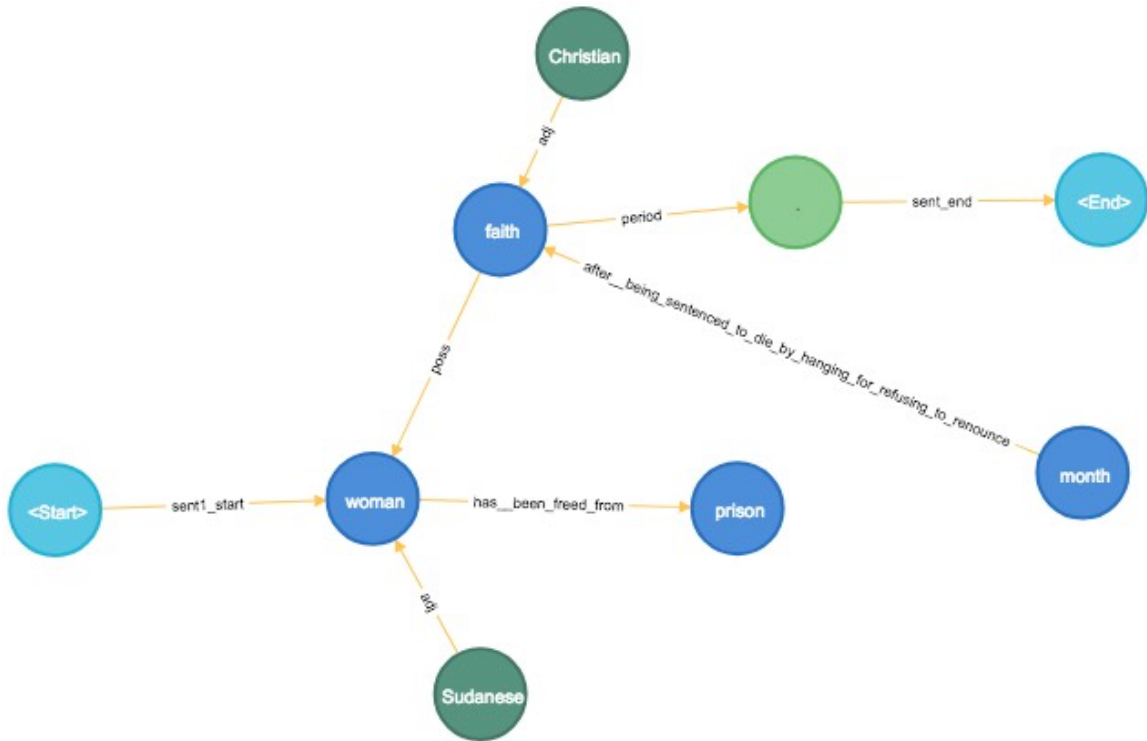 Christian
adj
faith
period
.
sent_end
<End>
after__being_sentenced_to_die_by_hanging_for_refusing_to_renounce
poss
month
<Start>
sent1_start
woman
has__been_freed_from
prison
adj
Sudanese